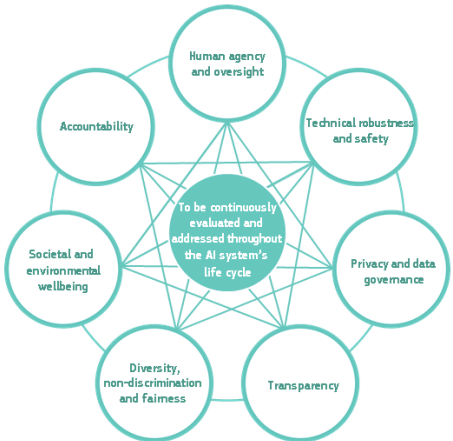 Human agency
and oversight
Technical robustness
and safety
Privacy and data
governance
Transparency
Diversity,
non-discrimination
and fairness
Societal and
environmental
wellbeing
Accountability
To be continuously
evaluated and
addressed throughout
the AI system's
life cycle